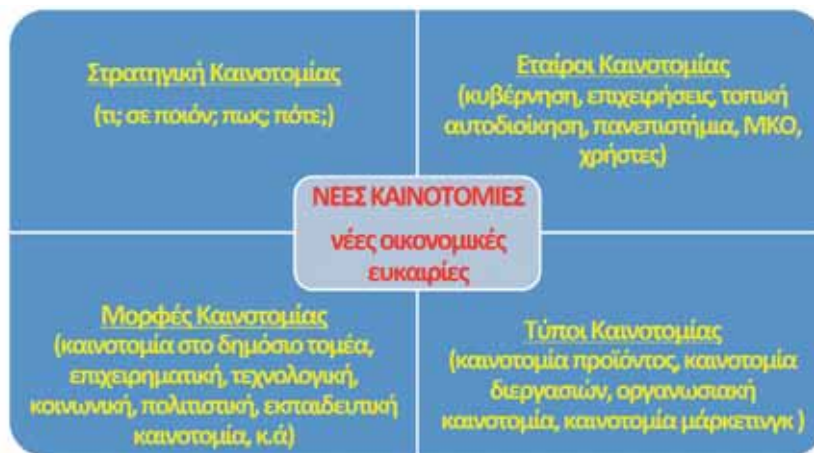 Στρατηγική Καινοτομίας
(τι; σε ποιόν; πως; πότε;)
Εταίροι Καινοτομίας
(κυβέρνηση, επιχειρήσεις, τοπική
αυτοδιοίκηση, πανεπιστήμια, ΜΚΟ,
χρήστες)
ΝΕΕΣ ΚΑΙΝΟΤΟΜΙΕΣ
νέες οικονομικές
ευκαιρίες
Μορφές Καινοτομίας
(καινοτομία στο δημόσιο τομέα,
επιχειρηματική, τεχνολογική,
κοινωνική, πολιτιστική, εκπαιδευτική
καινοτομία, κ.ά)
Τύποι Καινοτομίας
(καινοτομία προϊόντος, καινοτομία
διεργασιών, οργανωσιακή
καινοτομία, καινοτομία μάρκετινγκ )